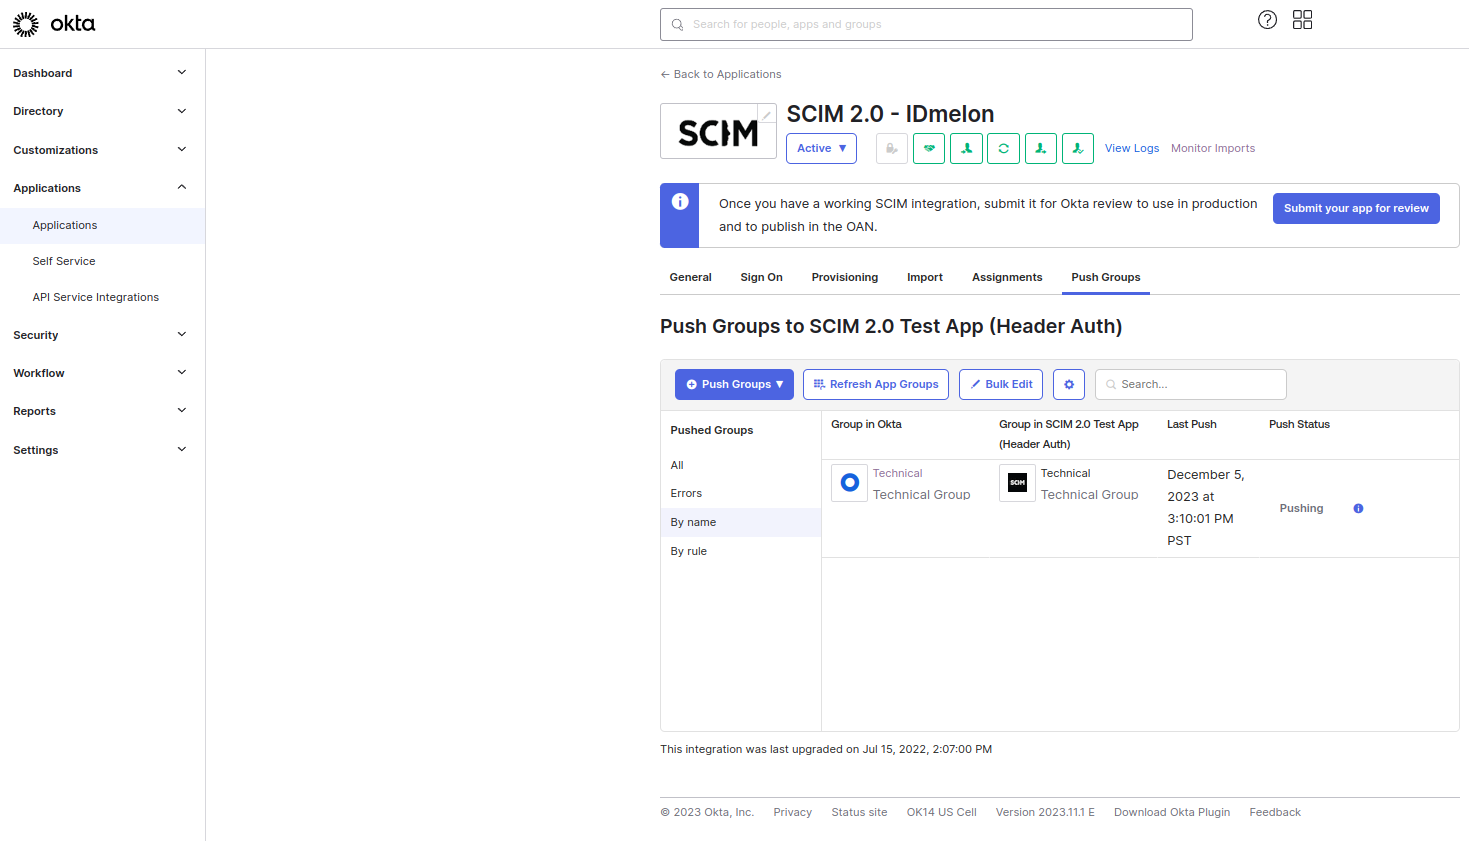 okta
Search for people, apps and groups
Dashboard
Directory
Customizations
Applications
Applications
Self Service
API Service Integrations
Security
Workflow
Reports
Settings
← Back to Applications
SCIM
SCIM 2.0 - IDmelon
Active ▼
View Logs
Monitor Imports
Once you have a working SCIM integration, submit it for Okta review to use in production
and to publish in the OAN.
Submit your app for review
General
Sign On
Provisioning
Import
Assignments
Push Groups
Push Groups to SCIM 2.0 Test App (Header Auth)
Push Groups ▼
Refresh App Groups
Bulk Edit
Search...
Pushed Groups
All
Errors
By name
By rule
Group in Okta
Group in SCIM 2.0 Test App
(Header Auth)
Last Push
Push Status
Technical
Technical Group
SCIM
Technical
Technical Group
December 5,
2023 at
3:10:01 PM
PST
Pushing
This integration was last upgraded on Jul 15, 2022, 2:07:00 PM
© 2023 Okta, Inc.
Privacy
Status site
OK14 US Cell
Version 2023.11.1 E
Download Okta Plugin
Feedback